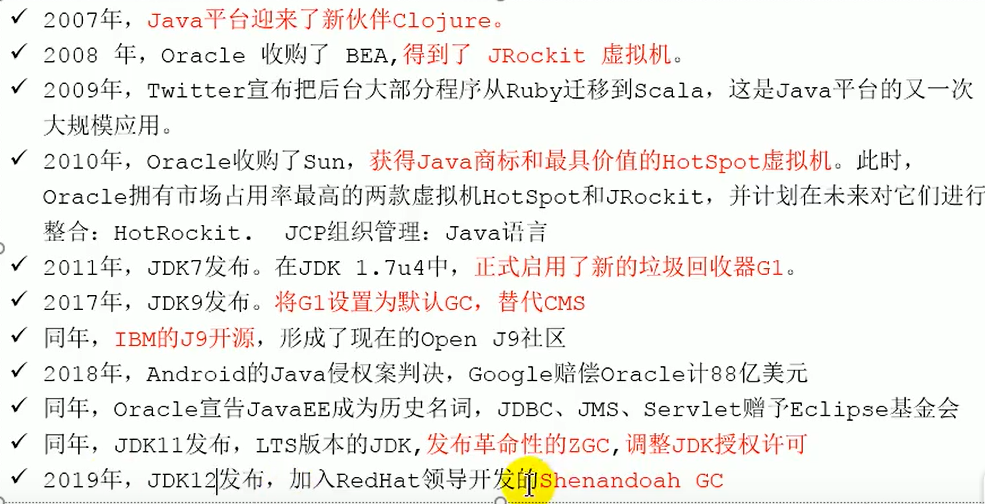 ✓ 2007年，Java平台迎来了新伙伴Clojure。
✓ 2008 年，Oracle 收购了 BEA,得到了 JRockit 虚拟机。
✓ 2009年，Twitter宣布把后台大部分程序从Ruby迁移到Scala，这是Java平台的又一次
大规模应用。
✓ 2010年，Oracle收购了Sun，获得Java商标和最具价值的HotSpot虚拟机。此时，
Oracle拥有市场占用率最高的两款虚拟机HotSpot和JRockit，并计划在未来对它们进行
整合：HotRockit. JCP组织管理：Java语言
✓ 2011年，JDK7发布。在JDK 1.7u4中，正式启用了新的垃圾回收器G1。
✓ 2017年，JDK9发布。将G1设置为默认GC，替代CMS
✓ 同年，IBM的J9开源，形成了现在的Open J9社区
✓ 2018年，Android的Java侵权案判决，Google赔偿Oracle计88亿美元
✓ 同年，Oracle宣告JavaEE成为历史名词，JDBC、JMS、Servlet赠予Eclipse基金会
✓ 同年，JDK11发布，LTS版本的JDK,发布革命性的ZGC,调整JDK授权许可
✓ 2019年，JDK12发布，加入RedHat领导开发的Shenandoah GC